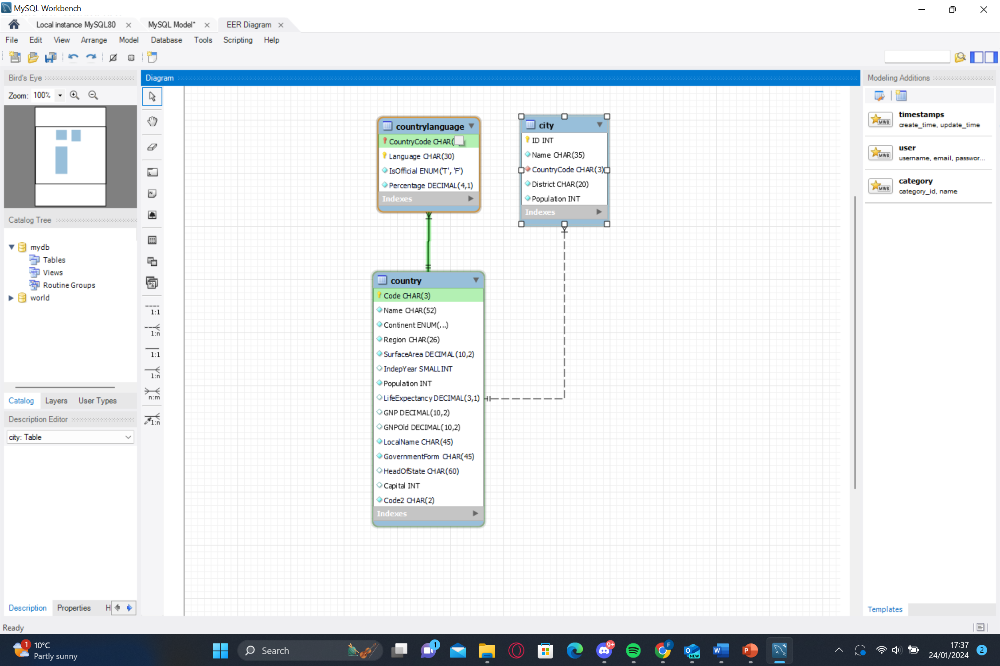 MySQL Workbench
Local instance MySQL80
MySQL Model*
EER Diagram
File Edit View Arrange Model Database Tools Scripting Help
Bird's Eye
Zoom: 100%
Catalog Tree
mydb
Tables
Views
Routine Groups
world
Catalog Layers User Types
Description Editor
city: Table
Description Properties H
Ready
Diagram
1:1
1:n
1:1
1:n
n:m
1:n
countrylanguage
CountryCode CHAR(
Language CHAR(30)
IsOfficial ENUM('T', 'F')
Percentage DECIMAL(4,1)
Indexes
city
ID INT
Name CHAR(35)
CountryCode CHAR(3)
District CHAR(20)
Population INT
Indexes
country
Code CHAR(3)
Name CHAR(52)
Continent ENUM(...)
Region CHAR(26)
SurfaceArea DECIMAL(10,2)
IndepYear SMALLINT
Population INT
LifeExpectancy DECIMAL(3,1)
GNP DECIMAL(10,2)
GNPOld DECIMAL(10,2)
LocalName CHAR(45)
GovernmentForm CHAR(45)
HeadOfState CHAR(60)
Capital INT
Code2 CHAR(2)
Indexes
Modeling Additions
MWB
timestamps
create_time, update_time
MWB
user
username, email, passwor...
MWB
category
category_id, name
Templates
1
10°C
Partly sunny
Search
1
9+
F
O
NEW
W
P
17:37
24/01/2024
2